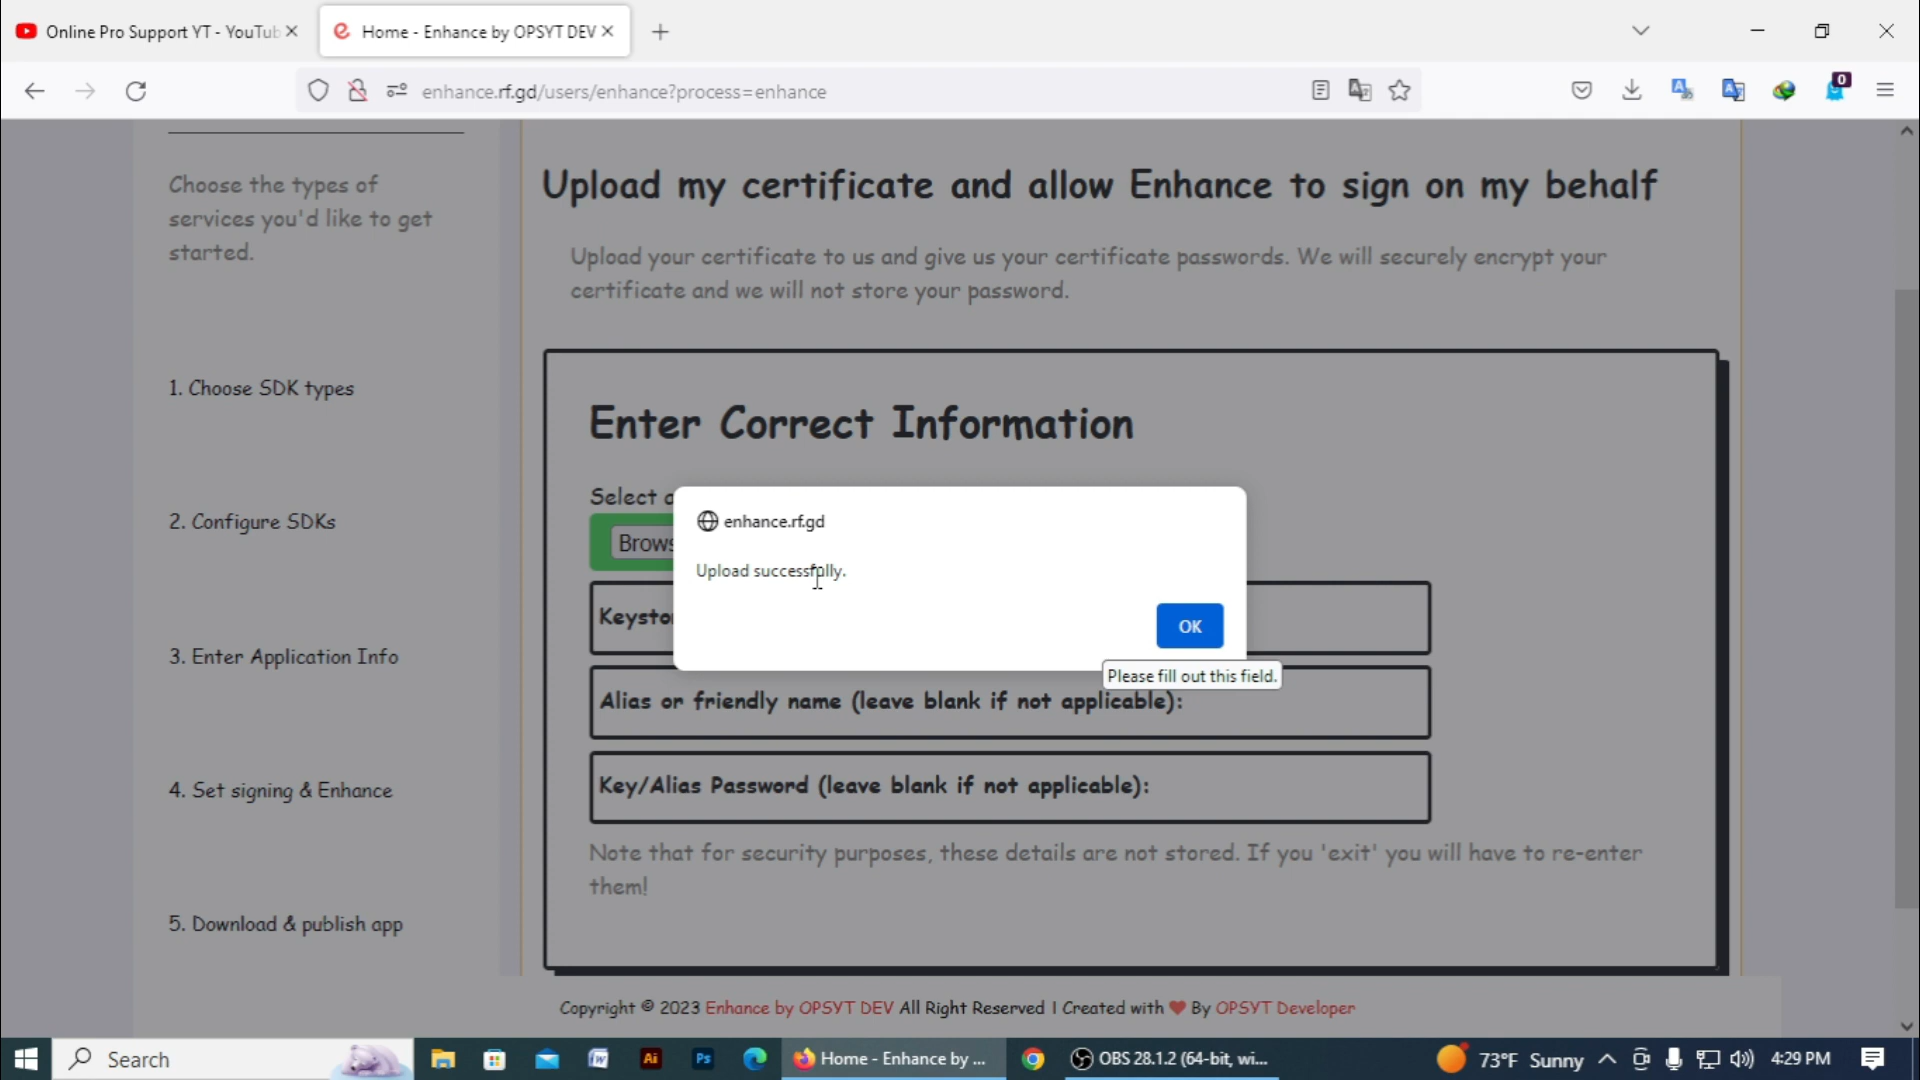 Online Pro Support YT - YouTub
Home - Enhance by OPSYT DEV
enhance.rf.gd/users/enhance?process=enhance
0
Choose the types of
services you'd like to get
started.
1. Choose SDK types
2. Configure SDKs
3. Enter Application Info
4. Set signing & Enhance
5. Download & publish app
Upload my certificate and allow Enhance to sign on my behalf
Upload your certificate to us and give us your certificate passwords. We will securely encrypt your
certificate and we will not store your password.
Enter Correct Information
Select
Brows
Keysto
enhance.rf.gd
Upload successfully.
OK
Please fill out this field.
Alias or friendly name (leave blank if not applicable):
Key/Alias Password (leave blank if not applicable):
Note that for security purposes, these details are not stored. If you 'exit' you will have to re-enter
them!
Copyright © 2023 Enhance by OPSYT DEV All Right Reserved | Created with ❤ By OPSYT Developer
Search
Ai
Ps
Home - Enhance by ...
OBS 28.1.2 (64-bit, wi...
73°F Sunny
4:29 PM